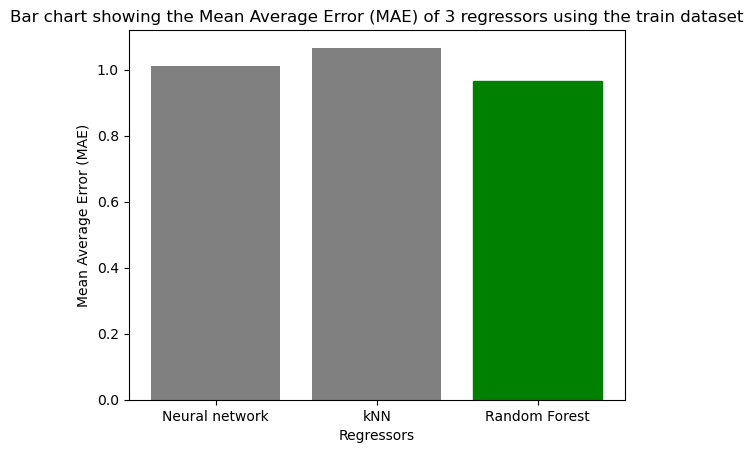 Bar chart showing the Mean Average Error (MAE) of 3 regressors using the train dataset
Mean Average Error (MAE)
1.0
0.8
0.6
0.4
0.2
0.0
Neural network kNN Random Forest
Regressors